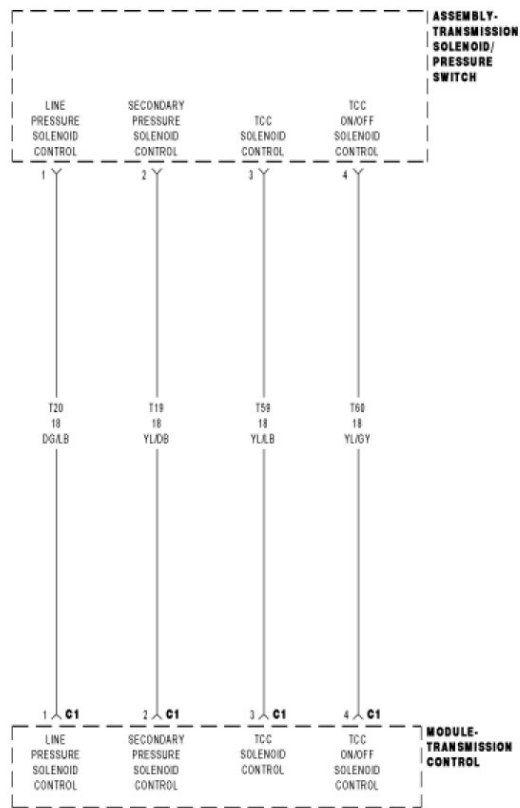 ASSEMBLY-
TRANSMISSION
SOLENOID/
PRESSURE
SWITCH
LINE
PRESSURE
SOLENOID
CONTROL
SECONDARY
PRESSURE
SOLENOID
CONTROL
TCC
SOLENOID
CONTROL
TCC
ON/OFF
SOLENOID
CONTROL
1
2
3
4
T20
18
DG/LB
T19
18
YL/DB
T59
18
YL/LB
T60
18
YL/GY
1 C1
2 C1
3 C1
4 C1
LINE
PRESSURE
SOLENOID
CONTROL
SECONDARY
PRESSURE
SOLENOID
CONTROL
TCC
SOLENOID
CONTROL
TCC
ON/OFF
SOLENOID
CONTROL
MODULE-
TRANSMISSION
CONTROL